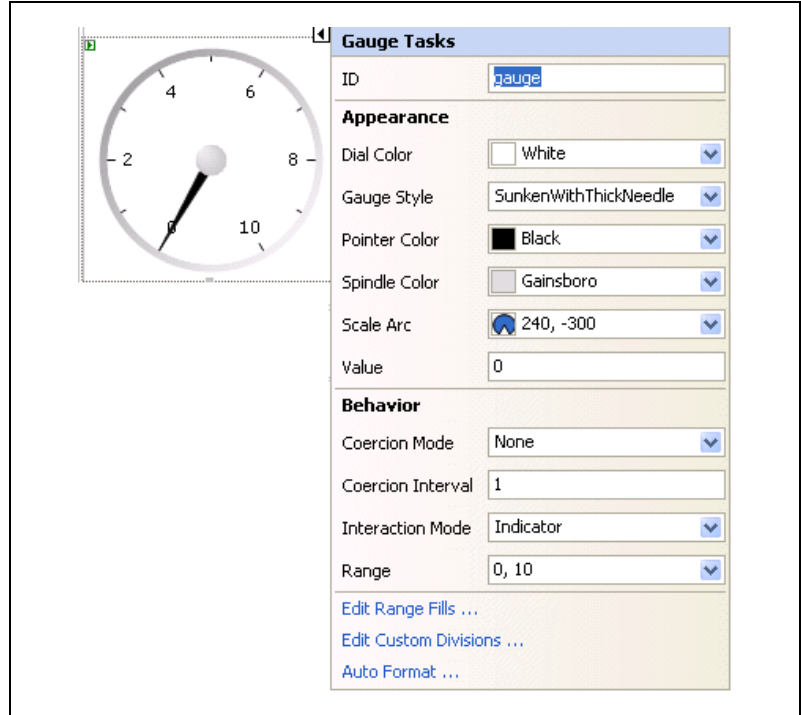 Gauge Tasks
ID gauge
Appearance
Dial Color White
Gauge Style SunkenWithThickNeedle
Pointer Color Black
Spindle Color Gainsboro
Scale Arc 240, -300
Value 0
Behavior
Coercion Mode None
Coercion Interval 1
Interaction Mode Indicator
Range 0, 10
Edit Range Fills ...
Edit Custom Divisions ...
Auto Format ...
4 6
2 8
0 10